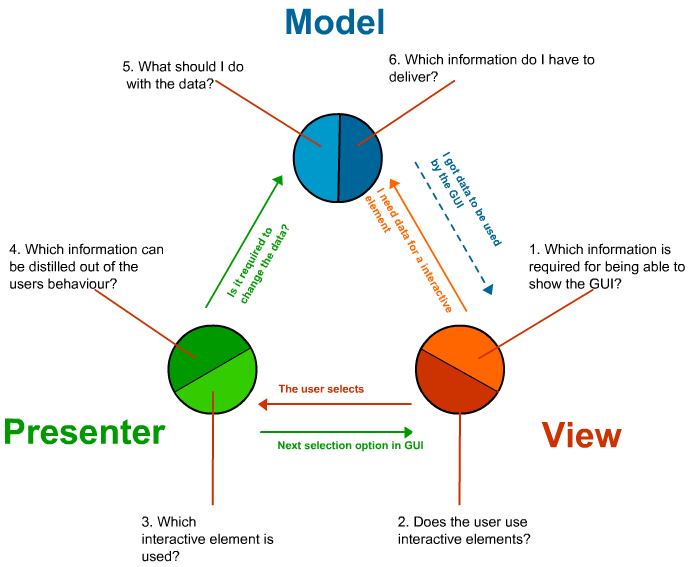 Model
5. What should I do
with the data?
6. Which information do I have to
deliver?
I got data to be used
by the GUI
I need data for a interactive
element
Is it required to
change the data?
4. Which information can
be distilled out of the
users behaviour?
1. Which information is
required for being able to
show the GUI?
The user selects
Presenter
View
Next selection option in GUI
3. Which
interactive element is
used?
2. Does the user use
interactive elements?